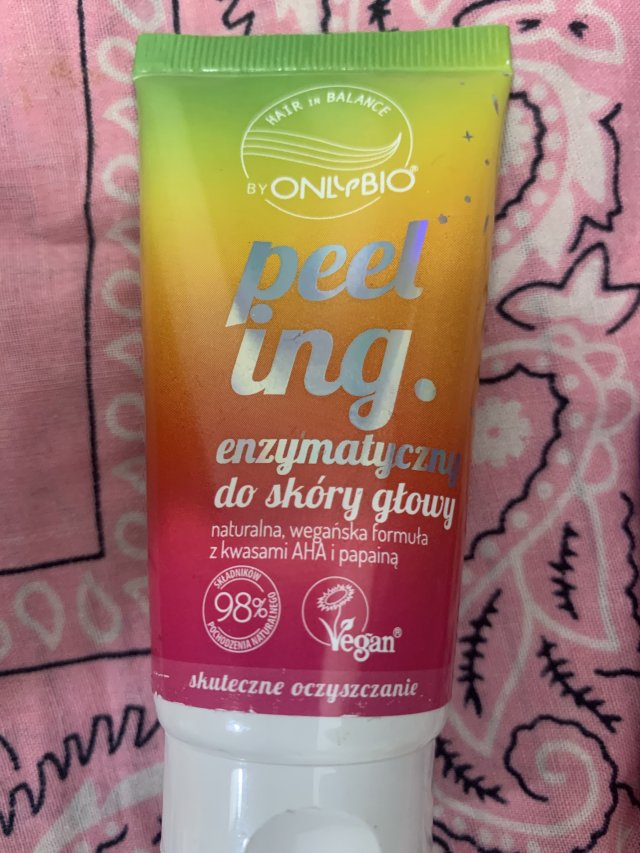 HAIR in BALANCE
BY ONLYBIO®
peel
ing.
enzymatyczny
do skóry głowy
naturalna, wegańska formuła
z kwasami AHA i papainą
SKŁADNIKÓW
98%
POCHODZENIA NATURALNEGO
Vegan®
skuteczne oczyszczanie